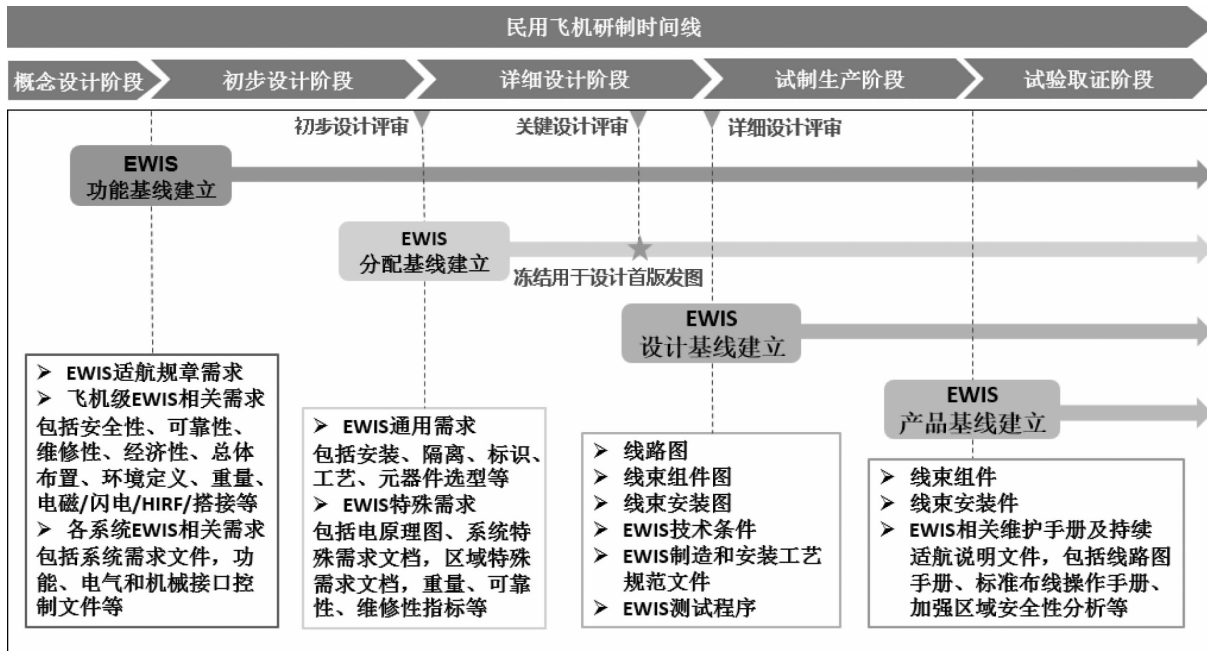 民用飞机研制时间线
概念设计阶段
初步设计阶段
详细设计阶段
试制生产阶段
试验取证阶段
初步设计评审
关键设计评审
详细设计评审
EWIS
功能基线建立
EWIS
分配基线建立
冻结用于设计首版发图
EWIS
设计基线建立
EWIS
产品基线建立
➢ EWIS适航规章需求
➢ 飞机级EWIS相关需求
包括安全性、可靠性、
维修性、经济性、总体
布置、环境定义、重量、
电磁/闪电/HIRF/搭接等
➢ 各系统EWIS相关需求
包括系统需求文件，功
能、电气和机械接口控
制文件等
➢ EWIS通用需求
包括安装、隔离、标识、
工艺、元器件选型等
➢ EWIS特殊需求
包括电原理图、系统特
殊需求文档，区域特殊
需求文档，重量、可靠
性、维修性指标等
➢ 线路图
➢ 线束组件图
➢ 线束安装图
➢ EWIS技术条件
➢ EWIS制造和安装工艺
规范文件
➢ EWIS测试程序
➢ 线束组件
➢ 线束安装件
➢ EWIS相关维护手册及持续
适航说明文件，包括线路图
手册、标准布线操作手册、
加强区域安全性分析等